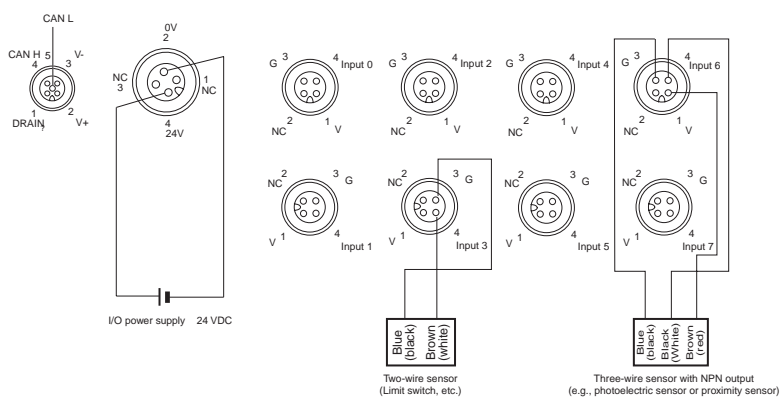 CAN L
CAN H 5 V-
4 3
1 2
DRAIN V+
0V
2
NC
3
1
NC
4
24V
I/O power supply 24 VDC
G 3 4 Input 0
NC 2 1 V
G 3 4 Input 2
NC 2 1 V
G 3 4 Input 4
NC 2 1 V
G 3 4 Input 6
NC 2 1 V
NC 2 3 G
V 1 4 Input 1
NC 2 3 G
V 1 4 Input 3
NC 2 3 G
V 1 4 Input 5
NC 2 3 G
V 1 4 Input 7
Blue
(black)
Brown
(white)
Two-wire sensor
(Limit switch, etc.)
Blue
(black)
Black
(White)
Brown
(red)
Three-wire sensor with NPN output
(e.g., photoelectric sensor or proximity sensor)